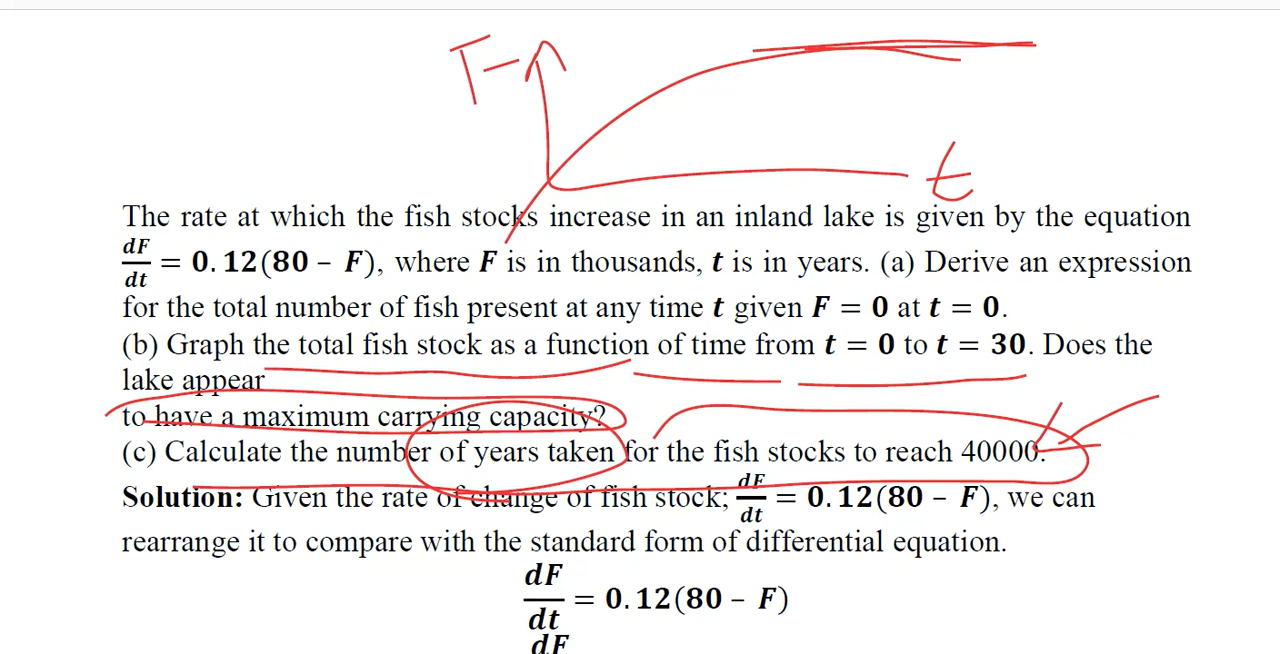 F
t
The rate at which the fish stocks increase in an inland lake is given by the equation
dF/dt = 0.12(80 – F), where F is in thousands, t is in years. (a) Derive an expression
for the total number of fish present at any time t given F = 0 at t = 0.
(b) Graph the total fish stock as a function of time from t = 0 to t = 30. Does the
lake appear
to have a maximum carrying capacity?
(c) Calculate the number of years taken for the fish stocks to reach 40000.
Solution: Given the rate of change of fish stock; dF/dt = 0.12(80 – F), we can
rearrange it to compare with the standard form of differential equation.
dF/dt = 0.12(80 – F)
dF